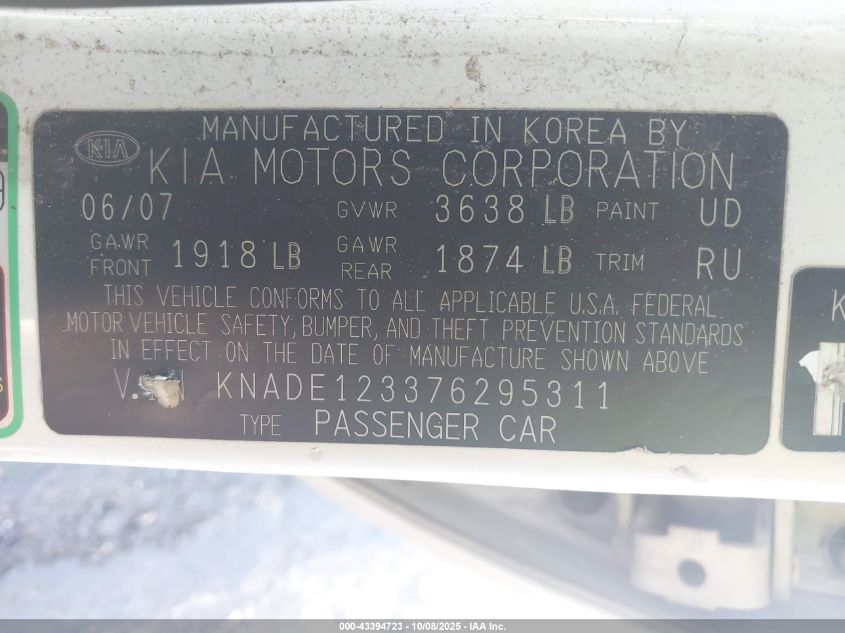 MANUFACTURED IN KOREA BY
KIA KIA MOTORS CORPORATION
06/07 GVWR 3638 LB PAINT UD
GAWR FRONT 1918 LB GAWR REAR 1874 LB TRIM RU
THIS VEHICLE CONFORMS TO ALL APPLICABLE U.S.A. FEDERAL
MOTOR VEHICLE SAFETY, BUMPER, AND THEFT PREVENTION STANDARDS
IN EFFECT ON THE DATE OF MANUFACTURE SHOWN ABOVE
KNADE123376295311
TYPE PASSENGER CAR
000-43394723 - 10/08/2025 - IAA Inc.